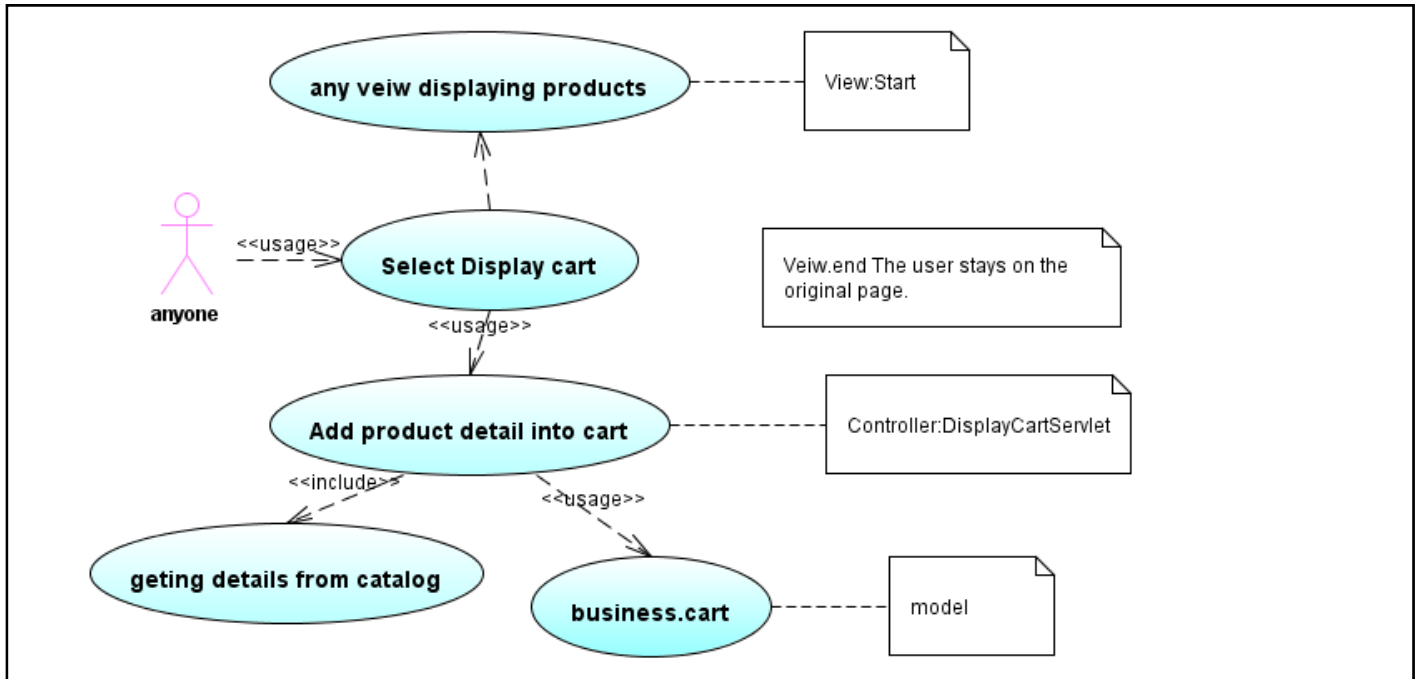 any veiw displaying products
View:Start
<<usage>>
Select Display cart
anyone
Veiw.end The user stays on the
original page.
<<usage>>
Add product detail into cart
Controller:DisplayCartServlet
<<include>>
<<usage>>
geting details from catalog
business.cart
model